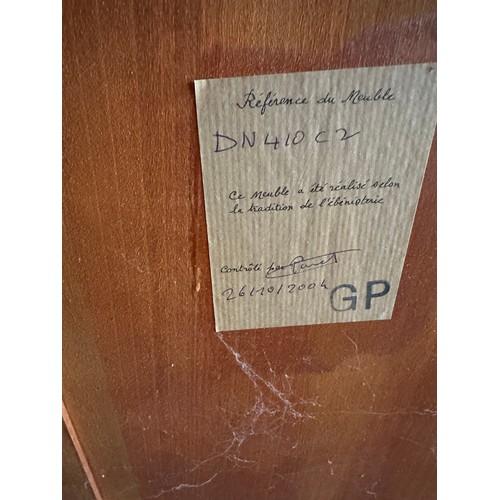 Référence du Meuble
DN410C2
Ce Meuble a été réalisé selon
la tradition de l'ébénisterie
Contrôlé par
26/10/2004
GP